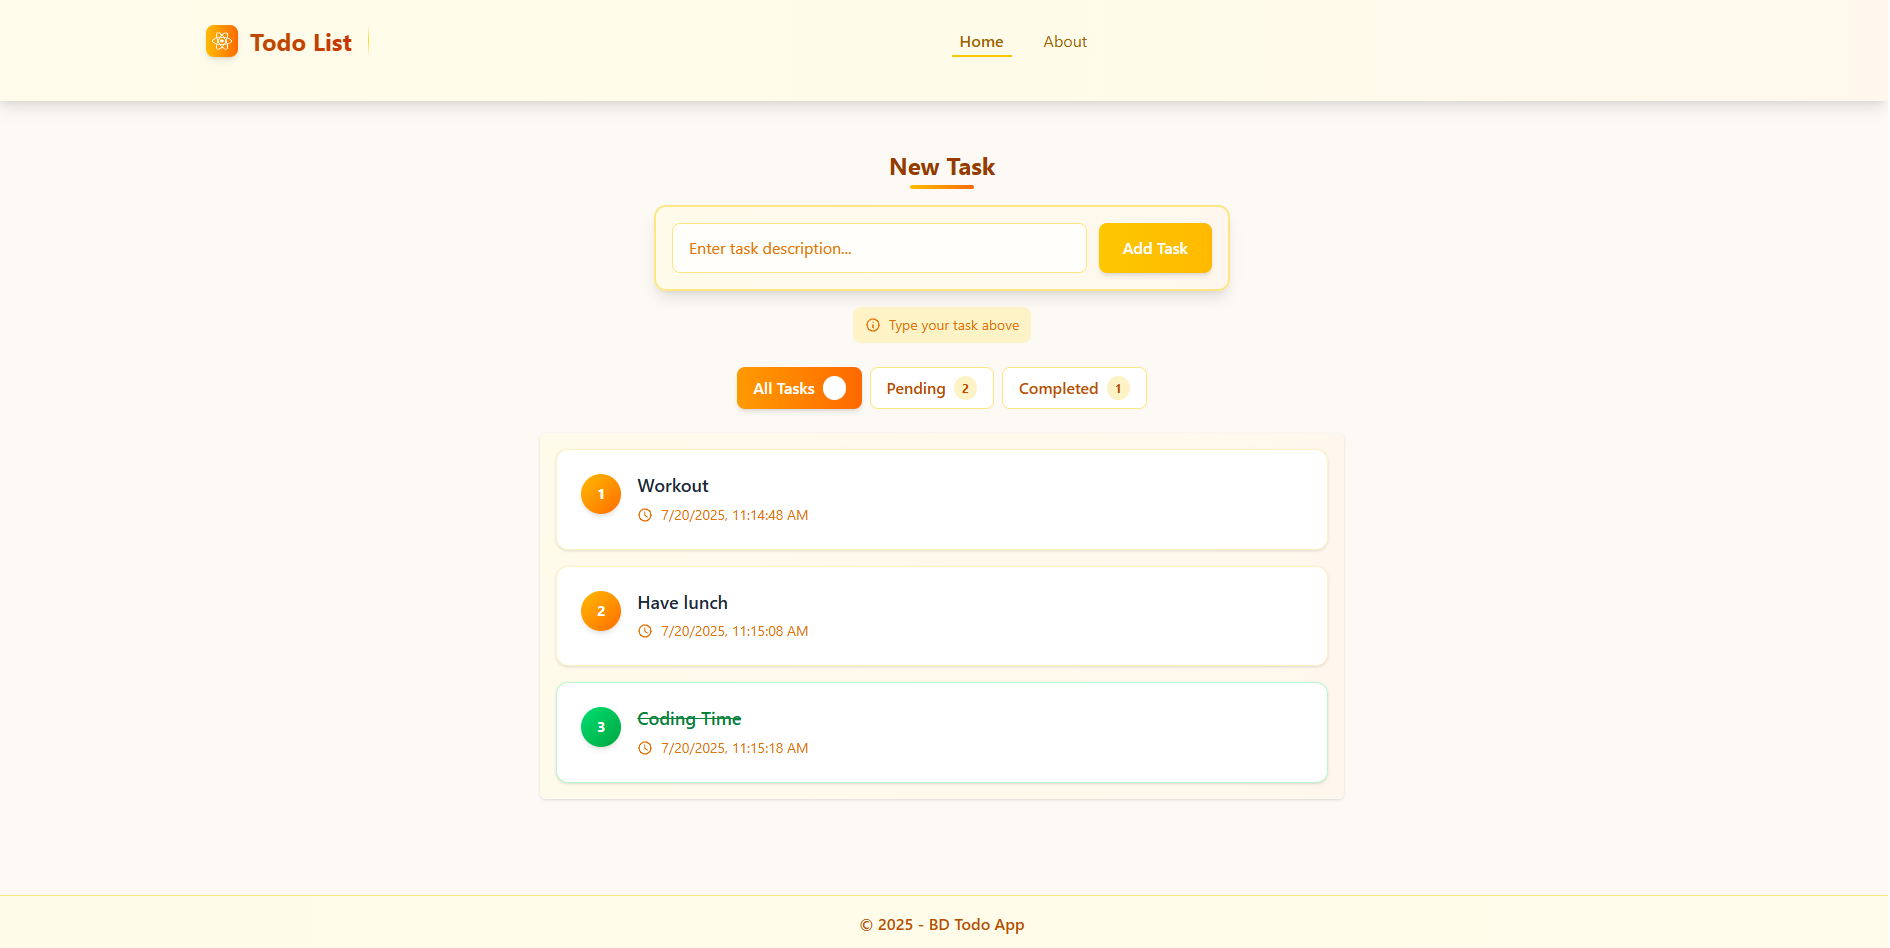 Todo List
Home
About
New Task
Enter task description...
Add Task
Type your task above
All Tasks
Pending 2
Completed 1
1
Workout
7/20/2025, 11:14:48 AM
2
Have lunch
7/20/2025, 11:15:08 AM
3
Coding Time
7/20/2025, 11:15:18 AM
© 2025 - BD Todo App